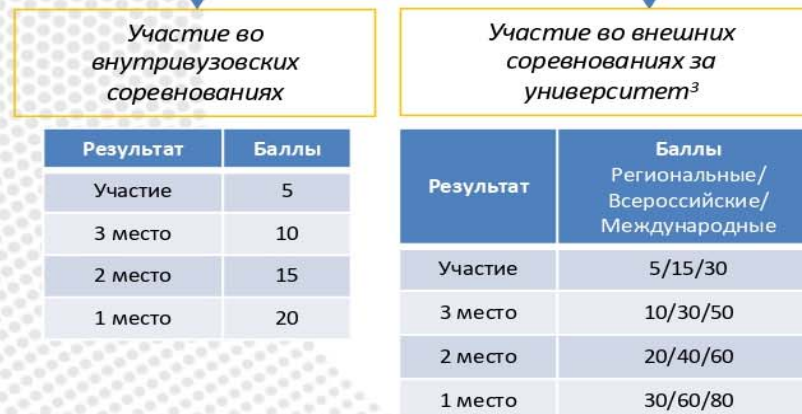 Участие во
внутривузовских
соревнованиях
Результат Баллы
Участие 5
3 место 10
2 место 15
1 место 20
Участие во внешних
соревнованиях за
университет³
Результат Баллы
Региональные/
Всероссийские/
Международные
Участие 5/15/30
3 место 10/30/50
2 место 20/40/60
1 место 30/60/80